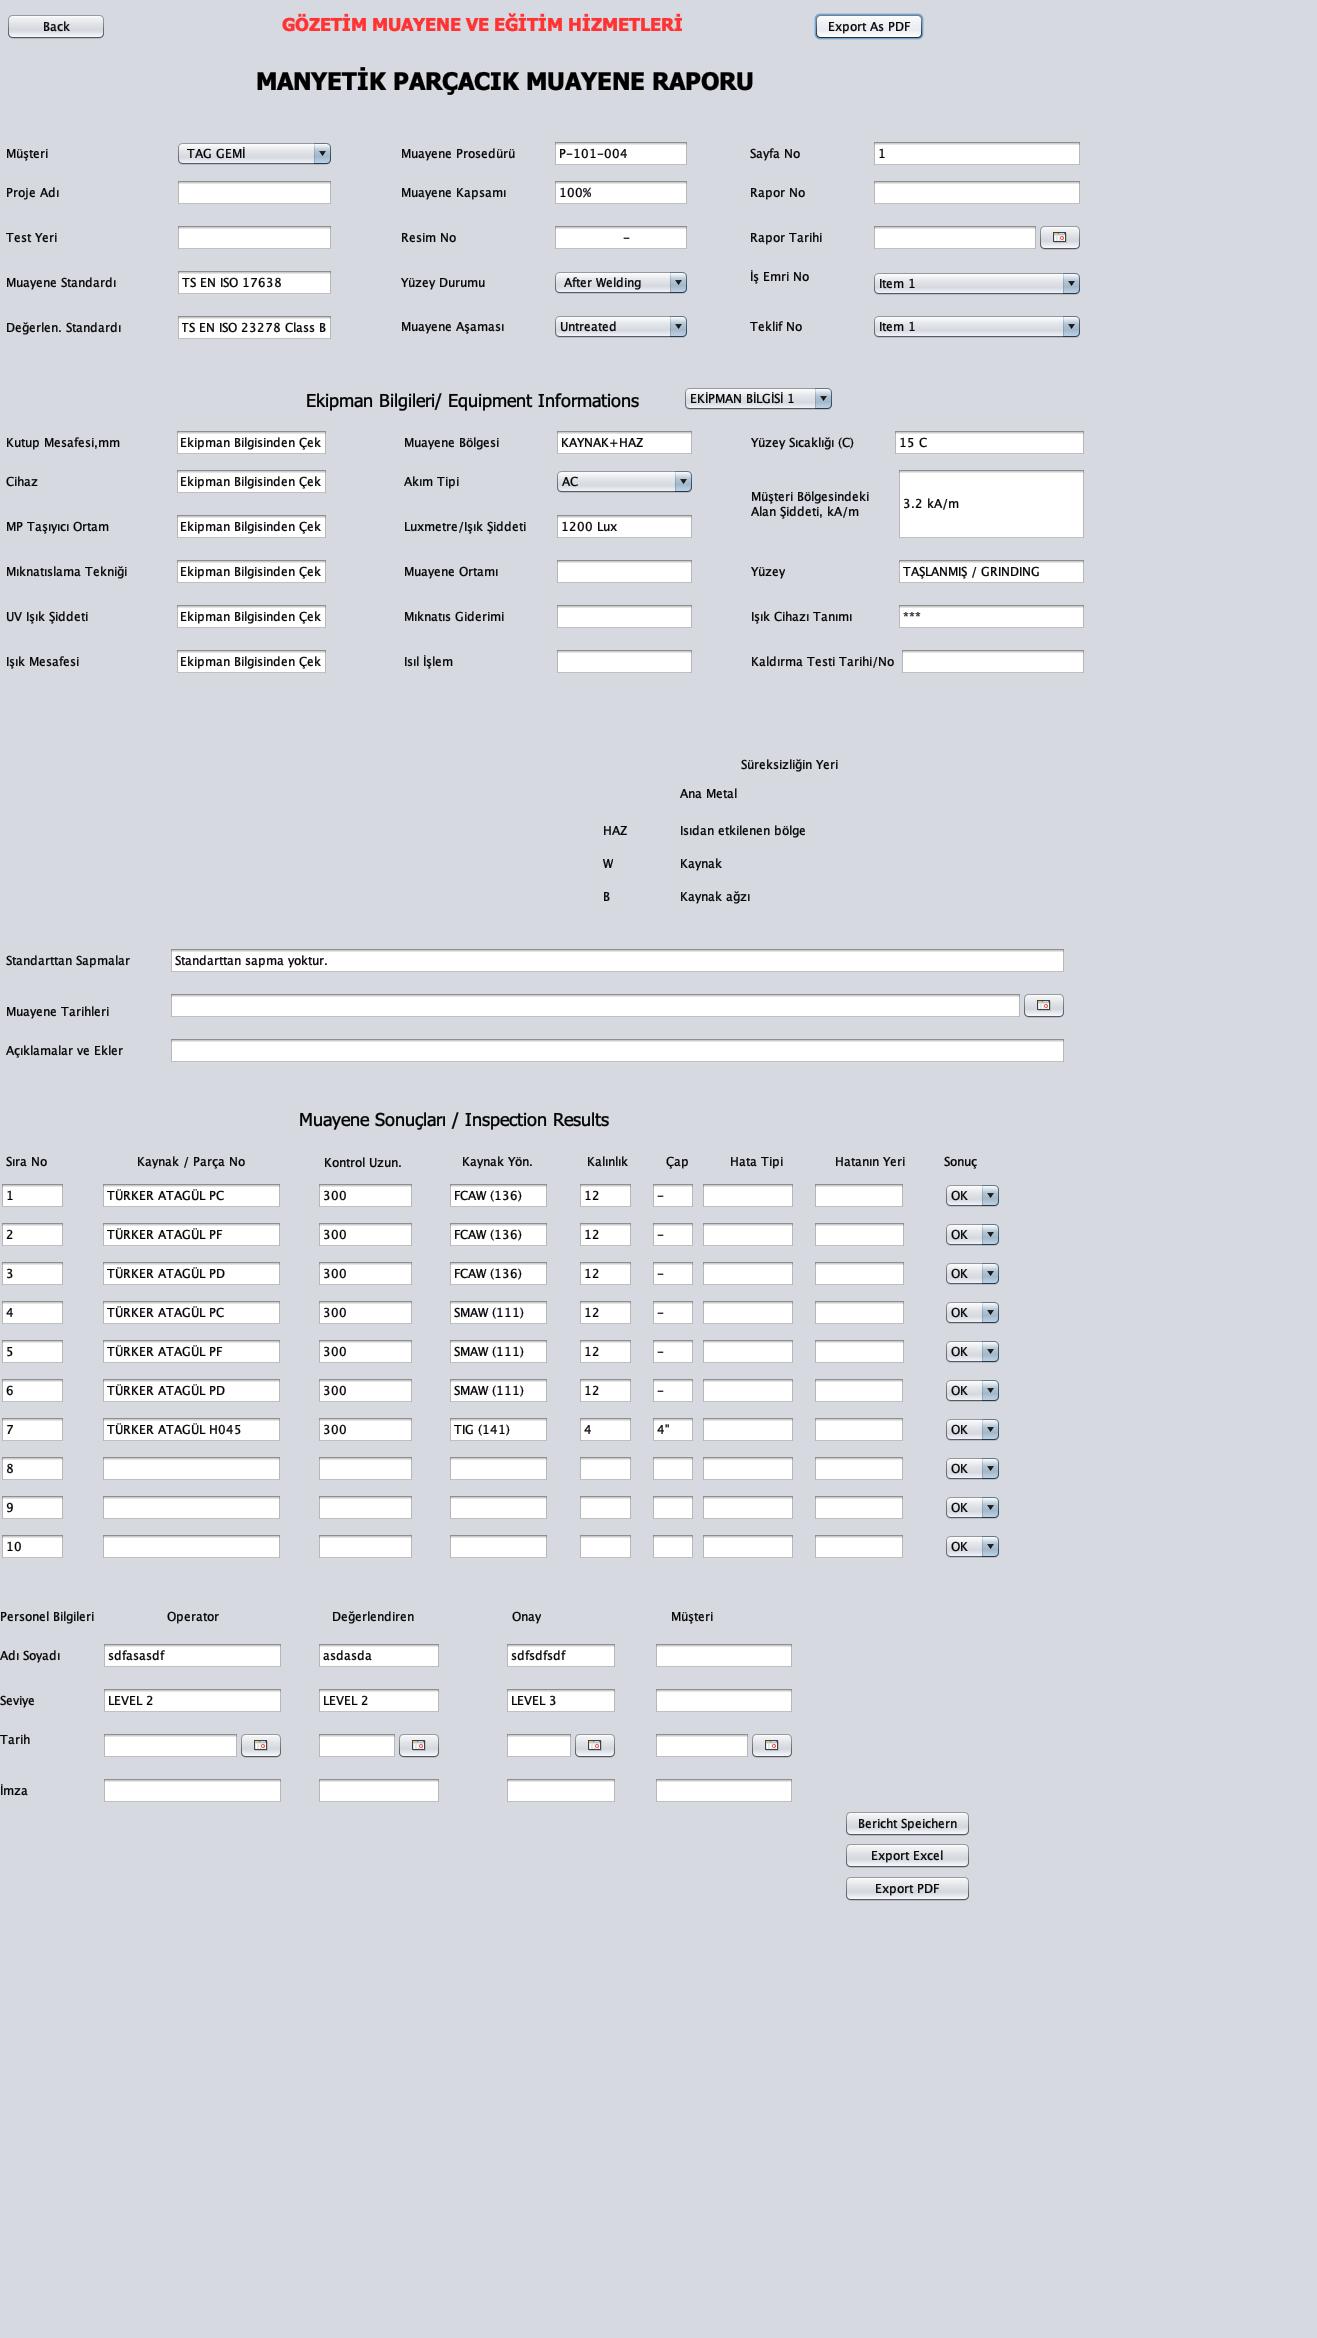 Back GÖZETİM MUAYENE VE EĞİTİM HİZMETLERİ Export As PDF
MANYETİK PARÇACIK MUAYENE RAPORU
Müşteri TAG GEMİ Muayene Prosedürü P-101-004 Sayfa No 1
Proje Adı Muayene Kapsamı 100% Rapor No
Test Yeri Resim No - Rapor Tarihi
Muayene Standardı TS EN ISO 17638 Yüzey Durumu After Welding İş Emri No Item 1
Değerlen. Standardı TS EN ISO 23278 Class B Muayene Aşaması Untreated Teklif No Item 1
Ekipman Bilgileri/ Equipment Informations EKİPMAN BİLGİSİ 1
Kutup Mesafesi,mm Ekipman Bilgisinden Çek Muayene Bölgesi KAYNAK+HAZ Yüzey Sıcaklığı (C) 15 C
Cihaz Ekipman Bilgisinden Çek Akım Tipi AC
Müşteri Bölgesindeki
Alan Şiddeti, kA/m 3.2 kA/m
MP Taşıyıcı Ortam Ekipman Bilgisinden Çek Luxmetre/Işık Şiddeti 1200 Lux
Mıknatıslama Tekniği Ekipman Bilgisinden Çek Muayene Ortamı Yüzey TAŞLANMIŞ / GRINDING
UV Işık Şiddeti Ekipman Bilgisinden Çek Mıknatıs Giderimi Işık Cihazı Tanımı ***
Işık Mesafesi Ekipman Bilgisinden Çek Isıl İşlem Kaldırma Testi Tarihi/No
Süreksizliğin Yeri
Ana Metal
HAZ Isıdan etkilenen bölge
W Kaynak
B Kaynak ağzı
Standarttan Sapmalar Standarttan sapma yoktur.
Muayene Tarihleri
Açıklamalar ve Ekler
Muayene Sonuçları / Inspection Results
Sıra No Kaynak / Parça No Kontrol Uzun. Kaynak Yön. Kalınlık Çap Hata Tipi Hatanın Yeri Sonuç
1 TÜRKER ATAGÜL PC 300 FCAW (136) 12 - OK
2 TÜRKER ATAGÜL PF 300 FCAW (136) 12 - OK
3 TÜRKER ATAGÜL PD 300 FCAW (136) 12 - OK
4 TÜRKER ATAGÜL PC 300 SMAW (111) 12 - OK
5 TÜRKER ATAGÜL PF 300 SMAW (111) 12 - OK
6 TÜRKER ATAGÜL PD 300 SMAW (111) 12 - OK
7 TÜRKER ATAGÜL H045 300 TIG (141) 4 4" OK
8 OK
9 OK
10 OK
Personel Bilgileri Operator Değerlendiren Onay Müşteri
Adı Soyadı sdfasasdf asdasda sdfsdfsdf
Seviye LEVEL 2 LEVEL 2 LEVEL 3
Tarih
İmza
Bericht Speichern
Export Excel
Export PDF